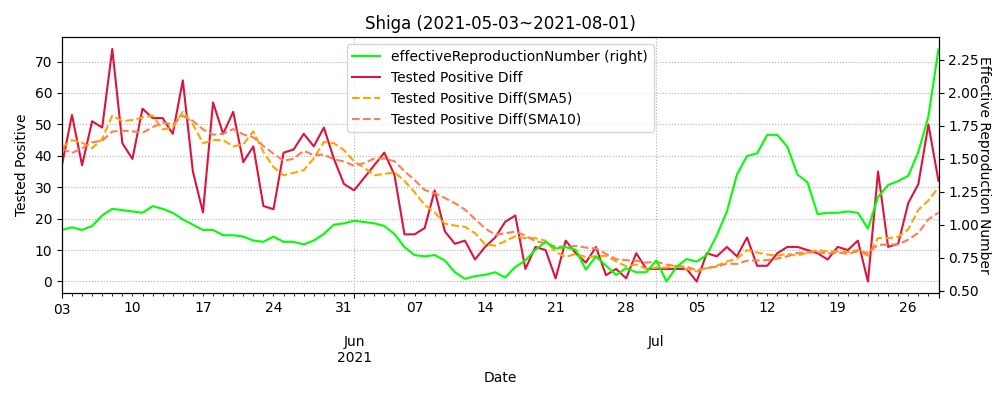 Shiga (2021-05-03~2021-08-01)
effectiveReproductionNumber (right)
Tested Positive Diff
Tested Positive Diff(SMA5)
Tested Positive Diff(SMA10)
Tested Positive
70
60
50
40
30
20
10
0
2.25
2.00
1.75
1.50
1.25
1.00
0.75
0.50
Effective Reproduction Number
03 10 17 24 31 07 14 21 28 05 12 19 26
Jun Jul
2021
Date